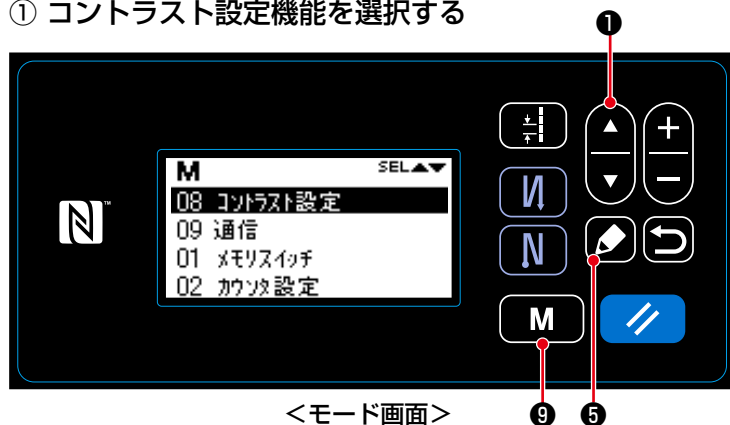 ① コントラスト設定機能を選択する
❶
M SEL▲▼
08 コントラスト設定
09 通信
01 メモリスイッチ
02 カウンタ設定
N
M
＜モード画面＞
❾ ❺